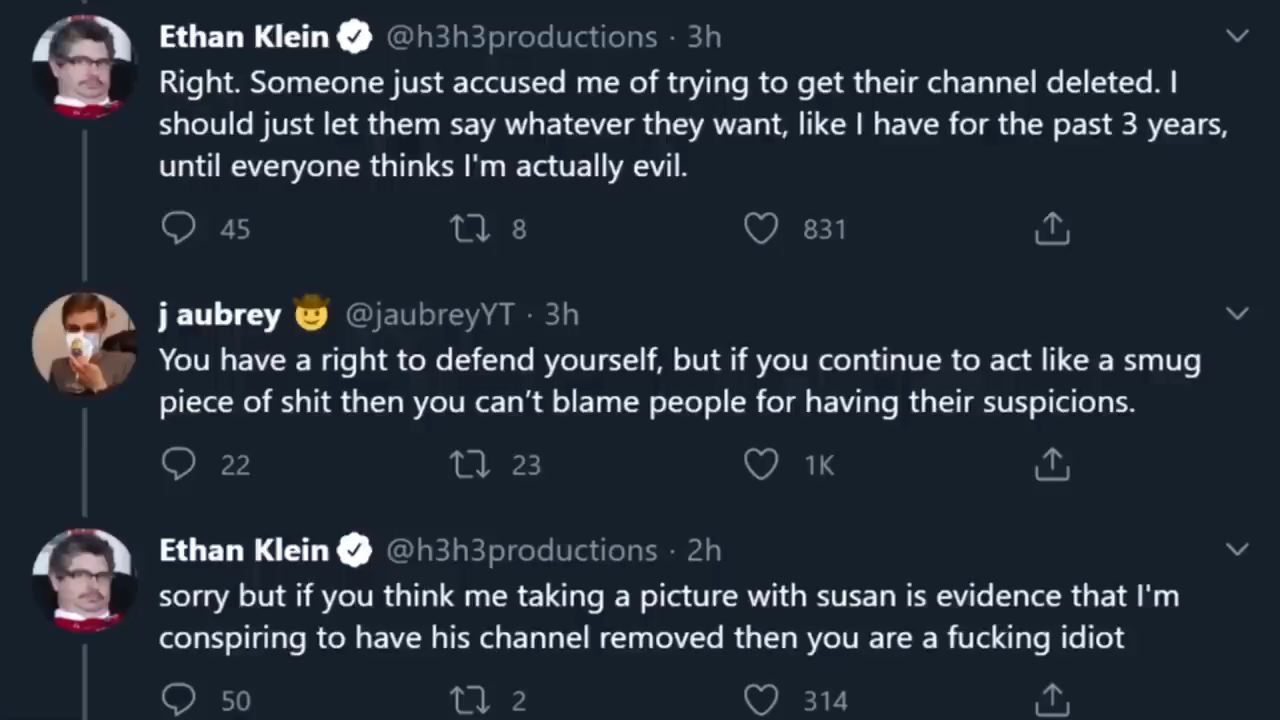 Ethan Klein @h3h3productions · 3h
Right. Someone just accused me of trying to get their channel deleted. I
should just let them say whatever they want, like I have for the past 3 years,
until everyone thinks I'm actually evil.
45 8 831
j aubrey 🤠 @jaubreyYT · 3h
You have a right to defend yourself, but if you continue to act like a smug
piece of shit then you can’t blame people for having their suspicions.
22 23 1K
Ethan Klein @h3h3productions · 2h
sorry but if you think me taking a picture with susan is evidence that I'm
conspiring to have his channel removed then you are a fucking idiot
50 2 314